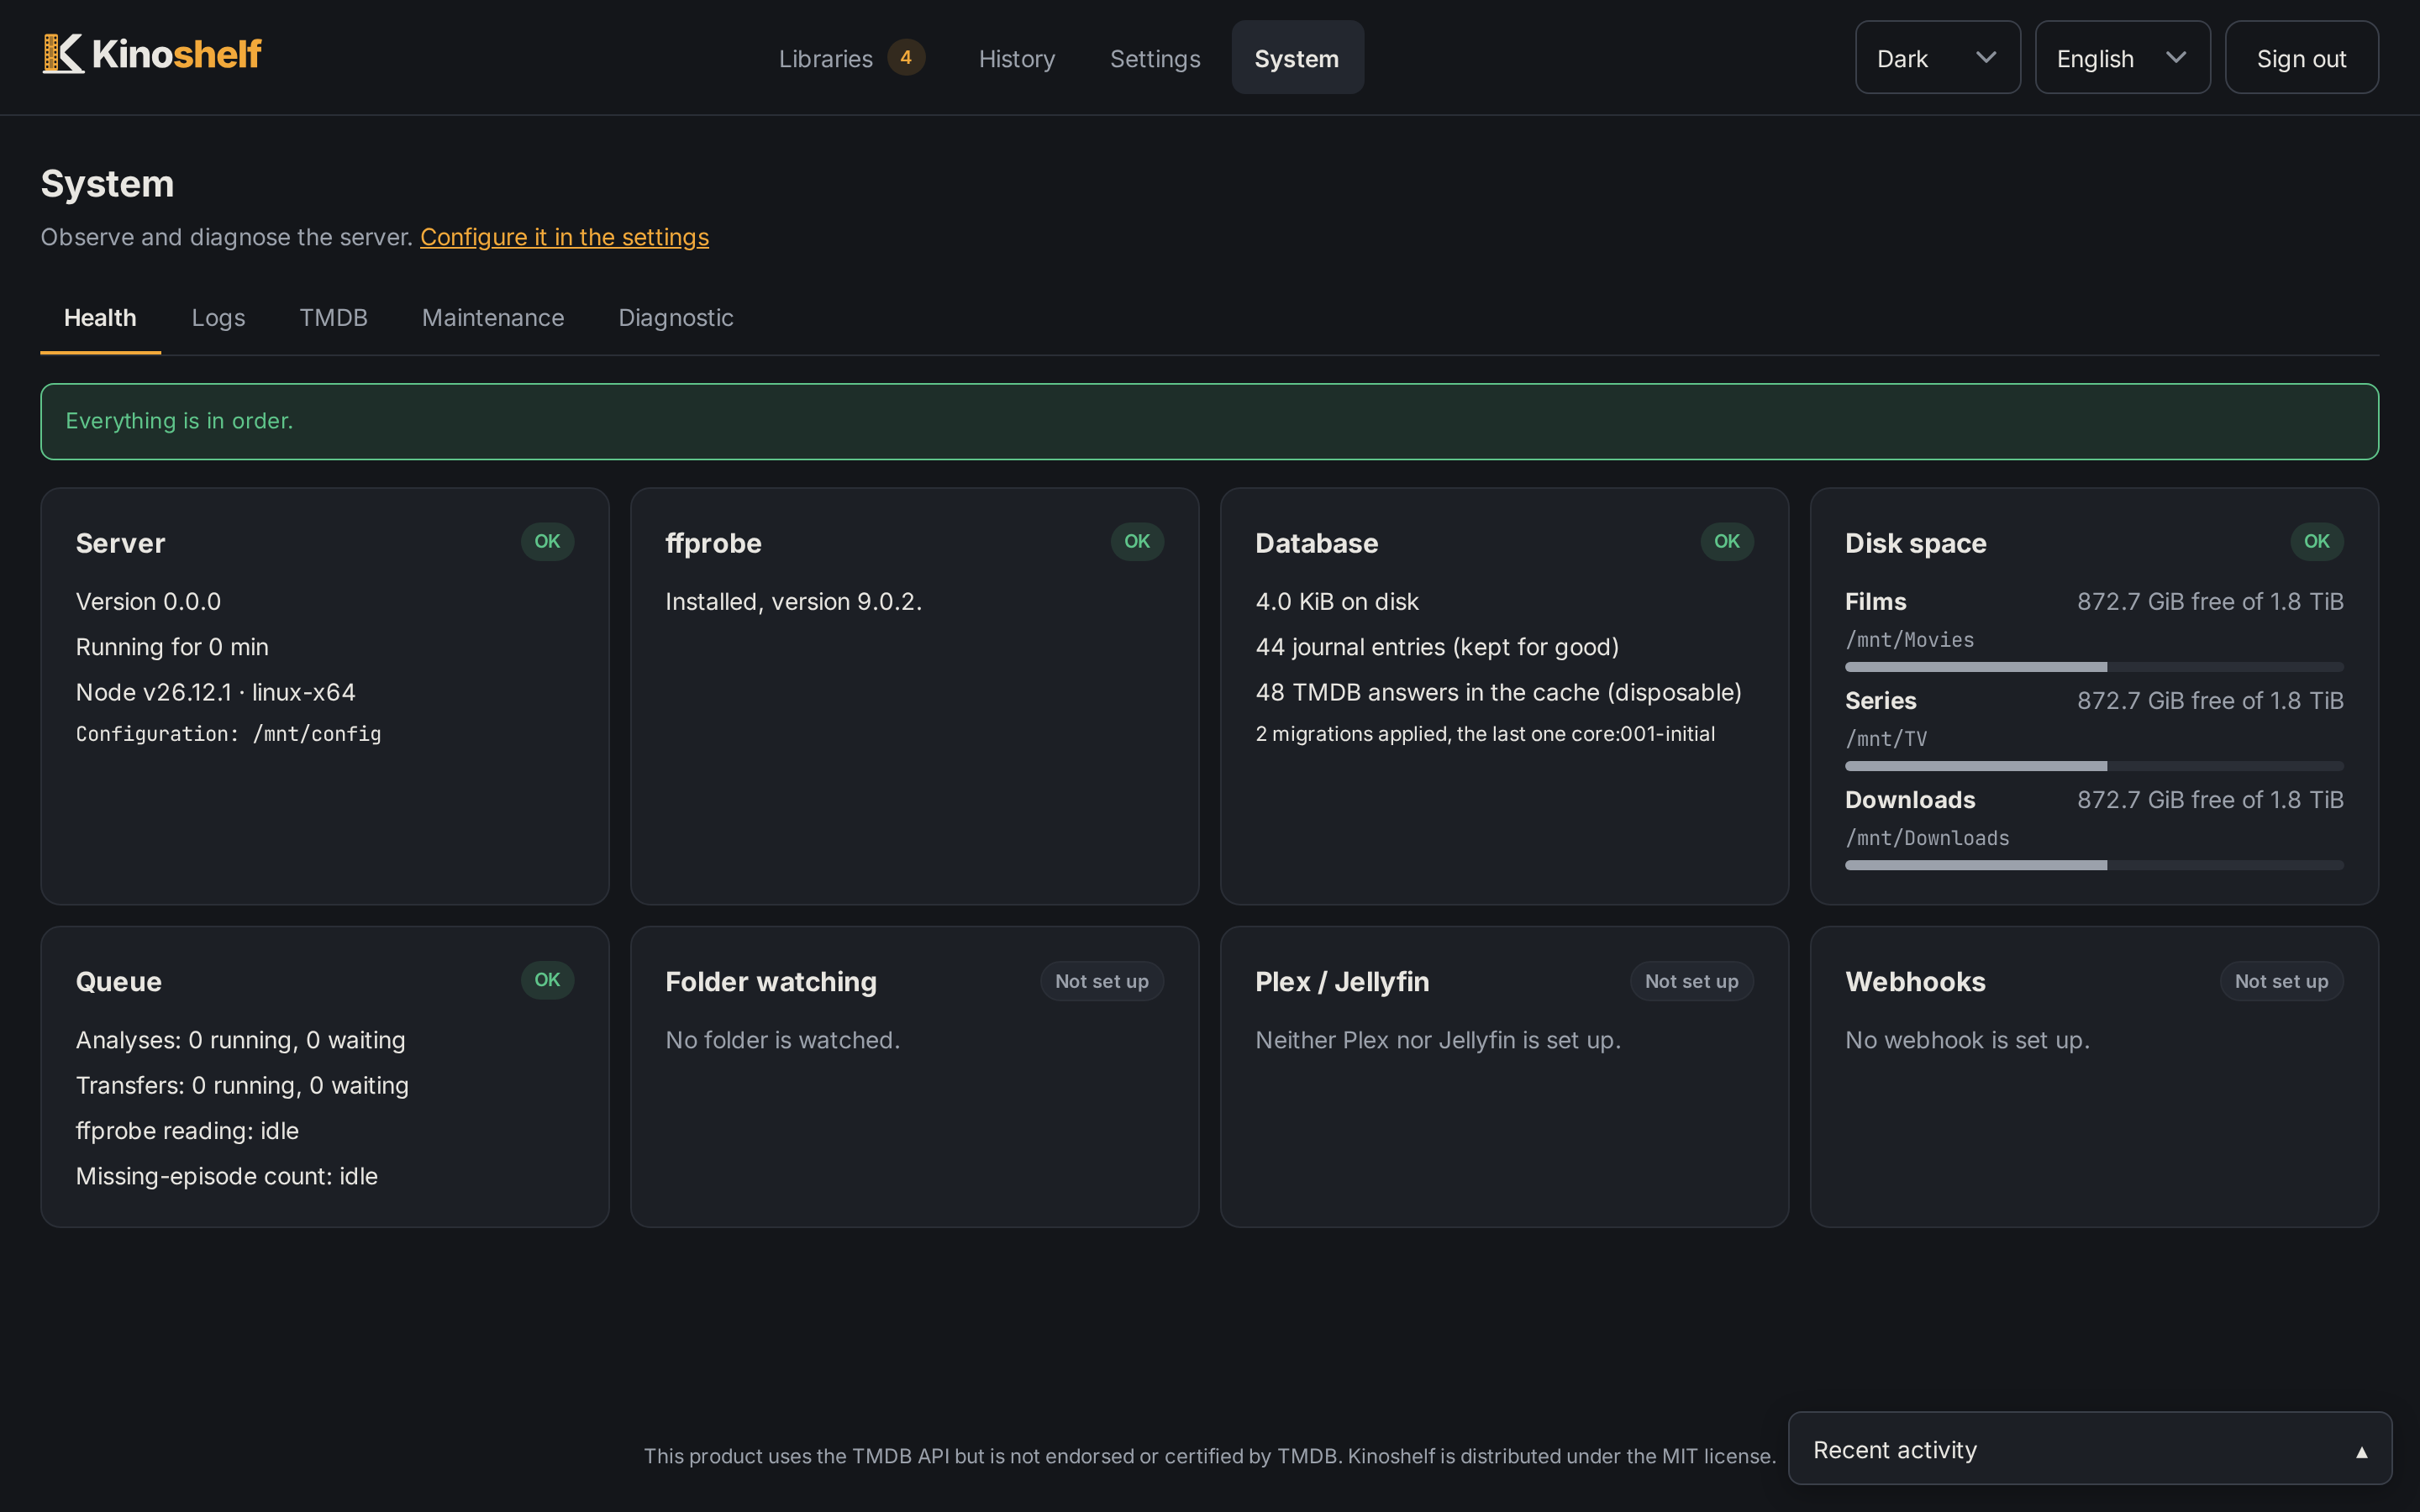 Kinoshelf
Libraries 4 History Settings System
Dark English Sign out
System
Observe and diagnose the server. Configure it in the settings
Health Logs TMDB Maintenance Diagnostic
Everything is in order.
Server OK
Version 0.0.0
Running for 0 min
Node v26.12.1 · linux-x64
Configuration: /mnt/config
ffprobe OK
Installed, version 9.0.2.
Database OK
4.0 KiB on disk
44 journal entries (kept for good)
48 TMDB answers in the cache (disposable)
2 migrations applied, the last one core:001-initial
Disk space OK
Films 872.7 GiB free of 1.8 TiB
/mnt/Movies
Series 872.7 GiB free of 1.8 TiB
/mnt/TV
Downloads 872.7 GiB free of 1.8 TiB
/mnt/Downloads
Queue OK
Analyses: 0 running, 0 waiting
Transfers: 0 running, 0 waiting
ffprobe reading: idle
Missing-episode count: idle
Folder watching Not set up
No folder is watched.
Plex / Jellyfin Not set up
Neither Plex nor Jellyfin is set up.
Webhooks Not set up
No webhook is set up.
This product uses the TMDB API but is not endorsed or certified by TMDB. Kinoshelf is distributed under the MIT license.
Recent activity ▲